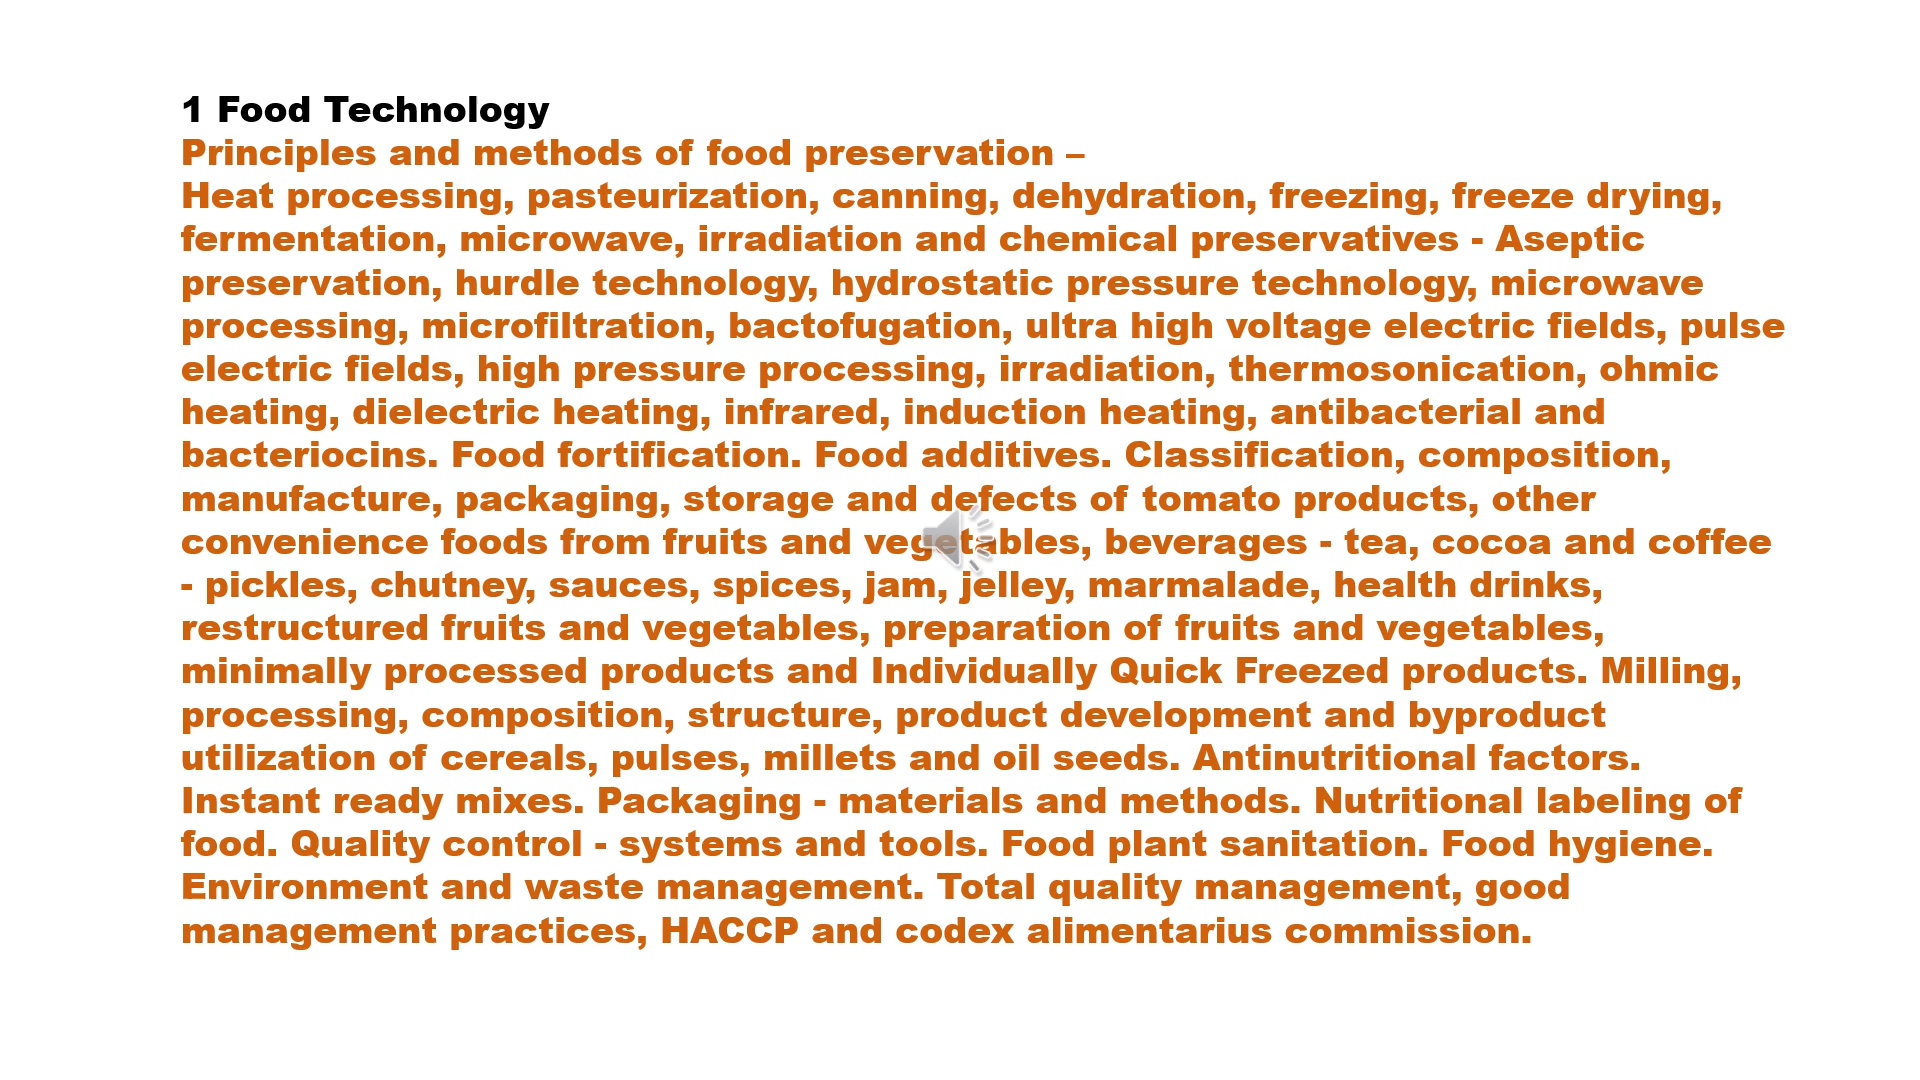 1 Food Technology
Principles and methods of food preservation –
Heat processing, pasteurization, canning, dehydration, freezing, freeze drying,
fermentation, microwave, irradiation and chemical preservatives - Aseptic
preservation, hurdle technology, hydrostatic pressure technology, microwave
processing, microfiltration, bactofugation, ultra high voltage electric fields, pulse
electric fields, high pressure processing, irradiation, thermosonication, ohmic
heating, dielectric heating, infrared, induction heating, antibacterial and
bacteriocins. Food fortification. Food additives. Classification, composition,
manufacture, packaging, storage and defects of tomato products, other
convenience foods from fruits and vegetables, beverages - tea, cocoa and coffee
- pickles, chutney, sauces, spices, jam, jelley, marmalade, health drinks,
restructured fruits and vegetables, preparation of fruits and vegetables,
minimally processed products and Individually Quick Freezed products. Milling,
processing, composition, structure, product development and byproduct
utilization of cereals, pulses, millets and oil seeds. Antinutritional factors.
Instant ready mixes. Packaging - materials and methods. Nutritional labeling of
food. Quality control - systems and tools. Food plant sanitation. Food hygiene.
Environment and waste management. Total quality management, good
management practices, HACCP and codex alimentarius commission.